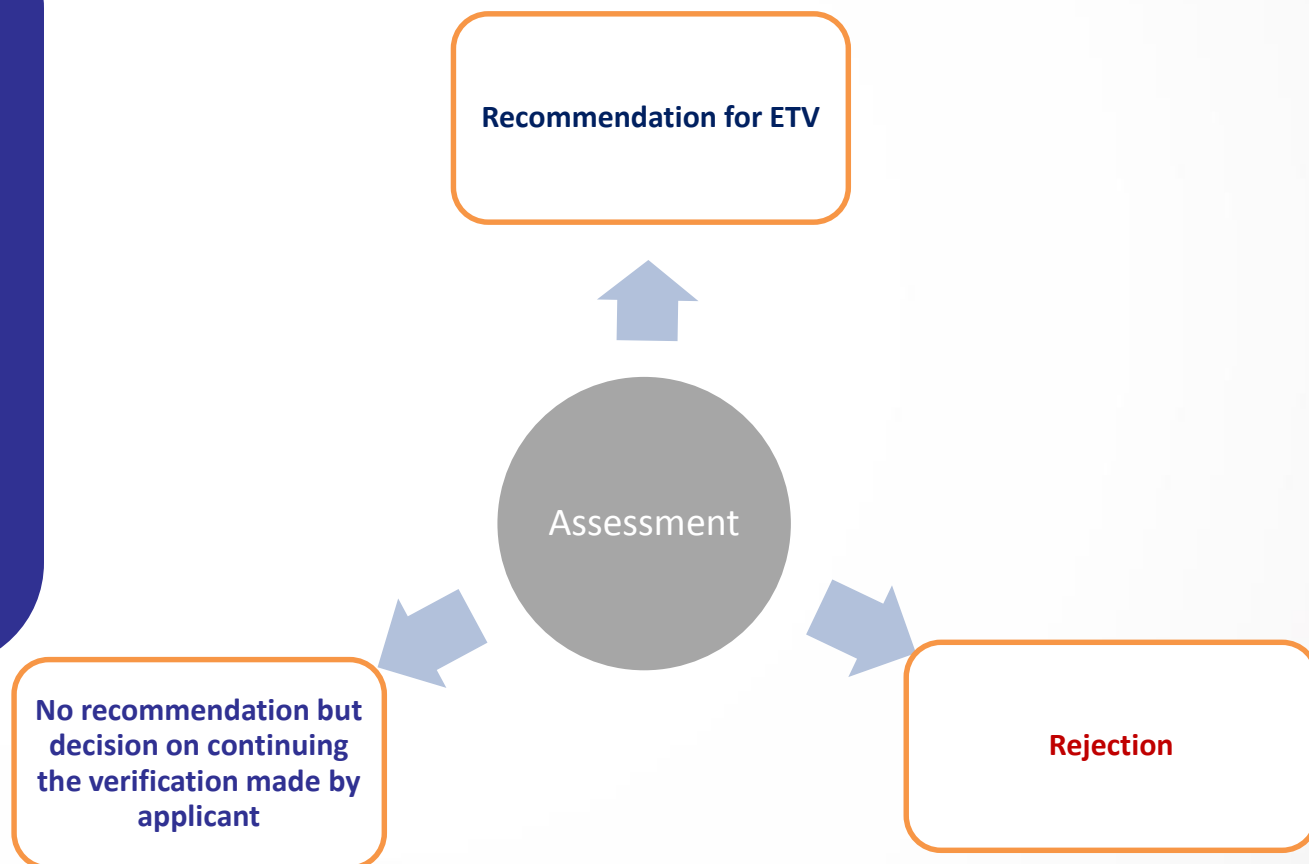 Recommendation for ETV
Assessment
No recommendation but
decision on continuing
the verification made by
applicant
Rejection